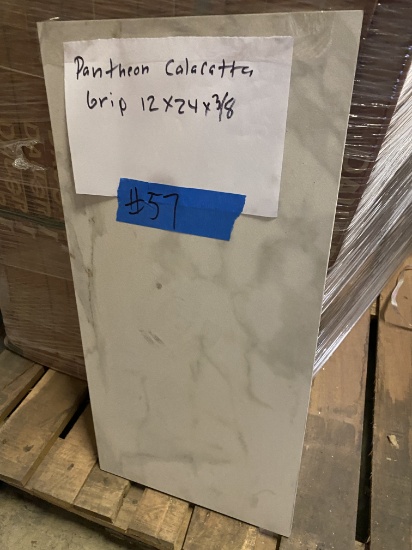 Pantheon Calacatta
Grip 12x24x3/8
#57